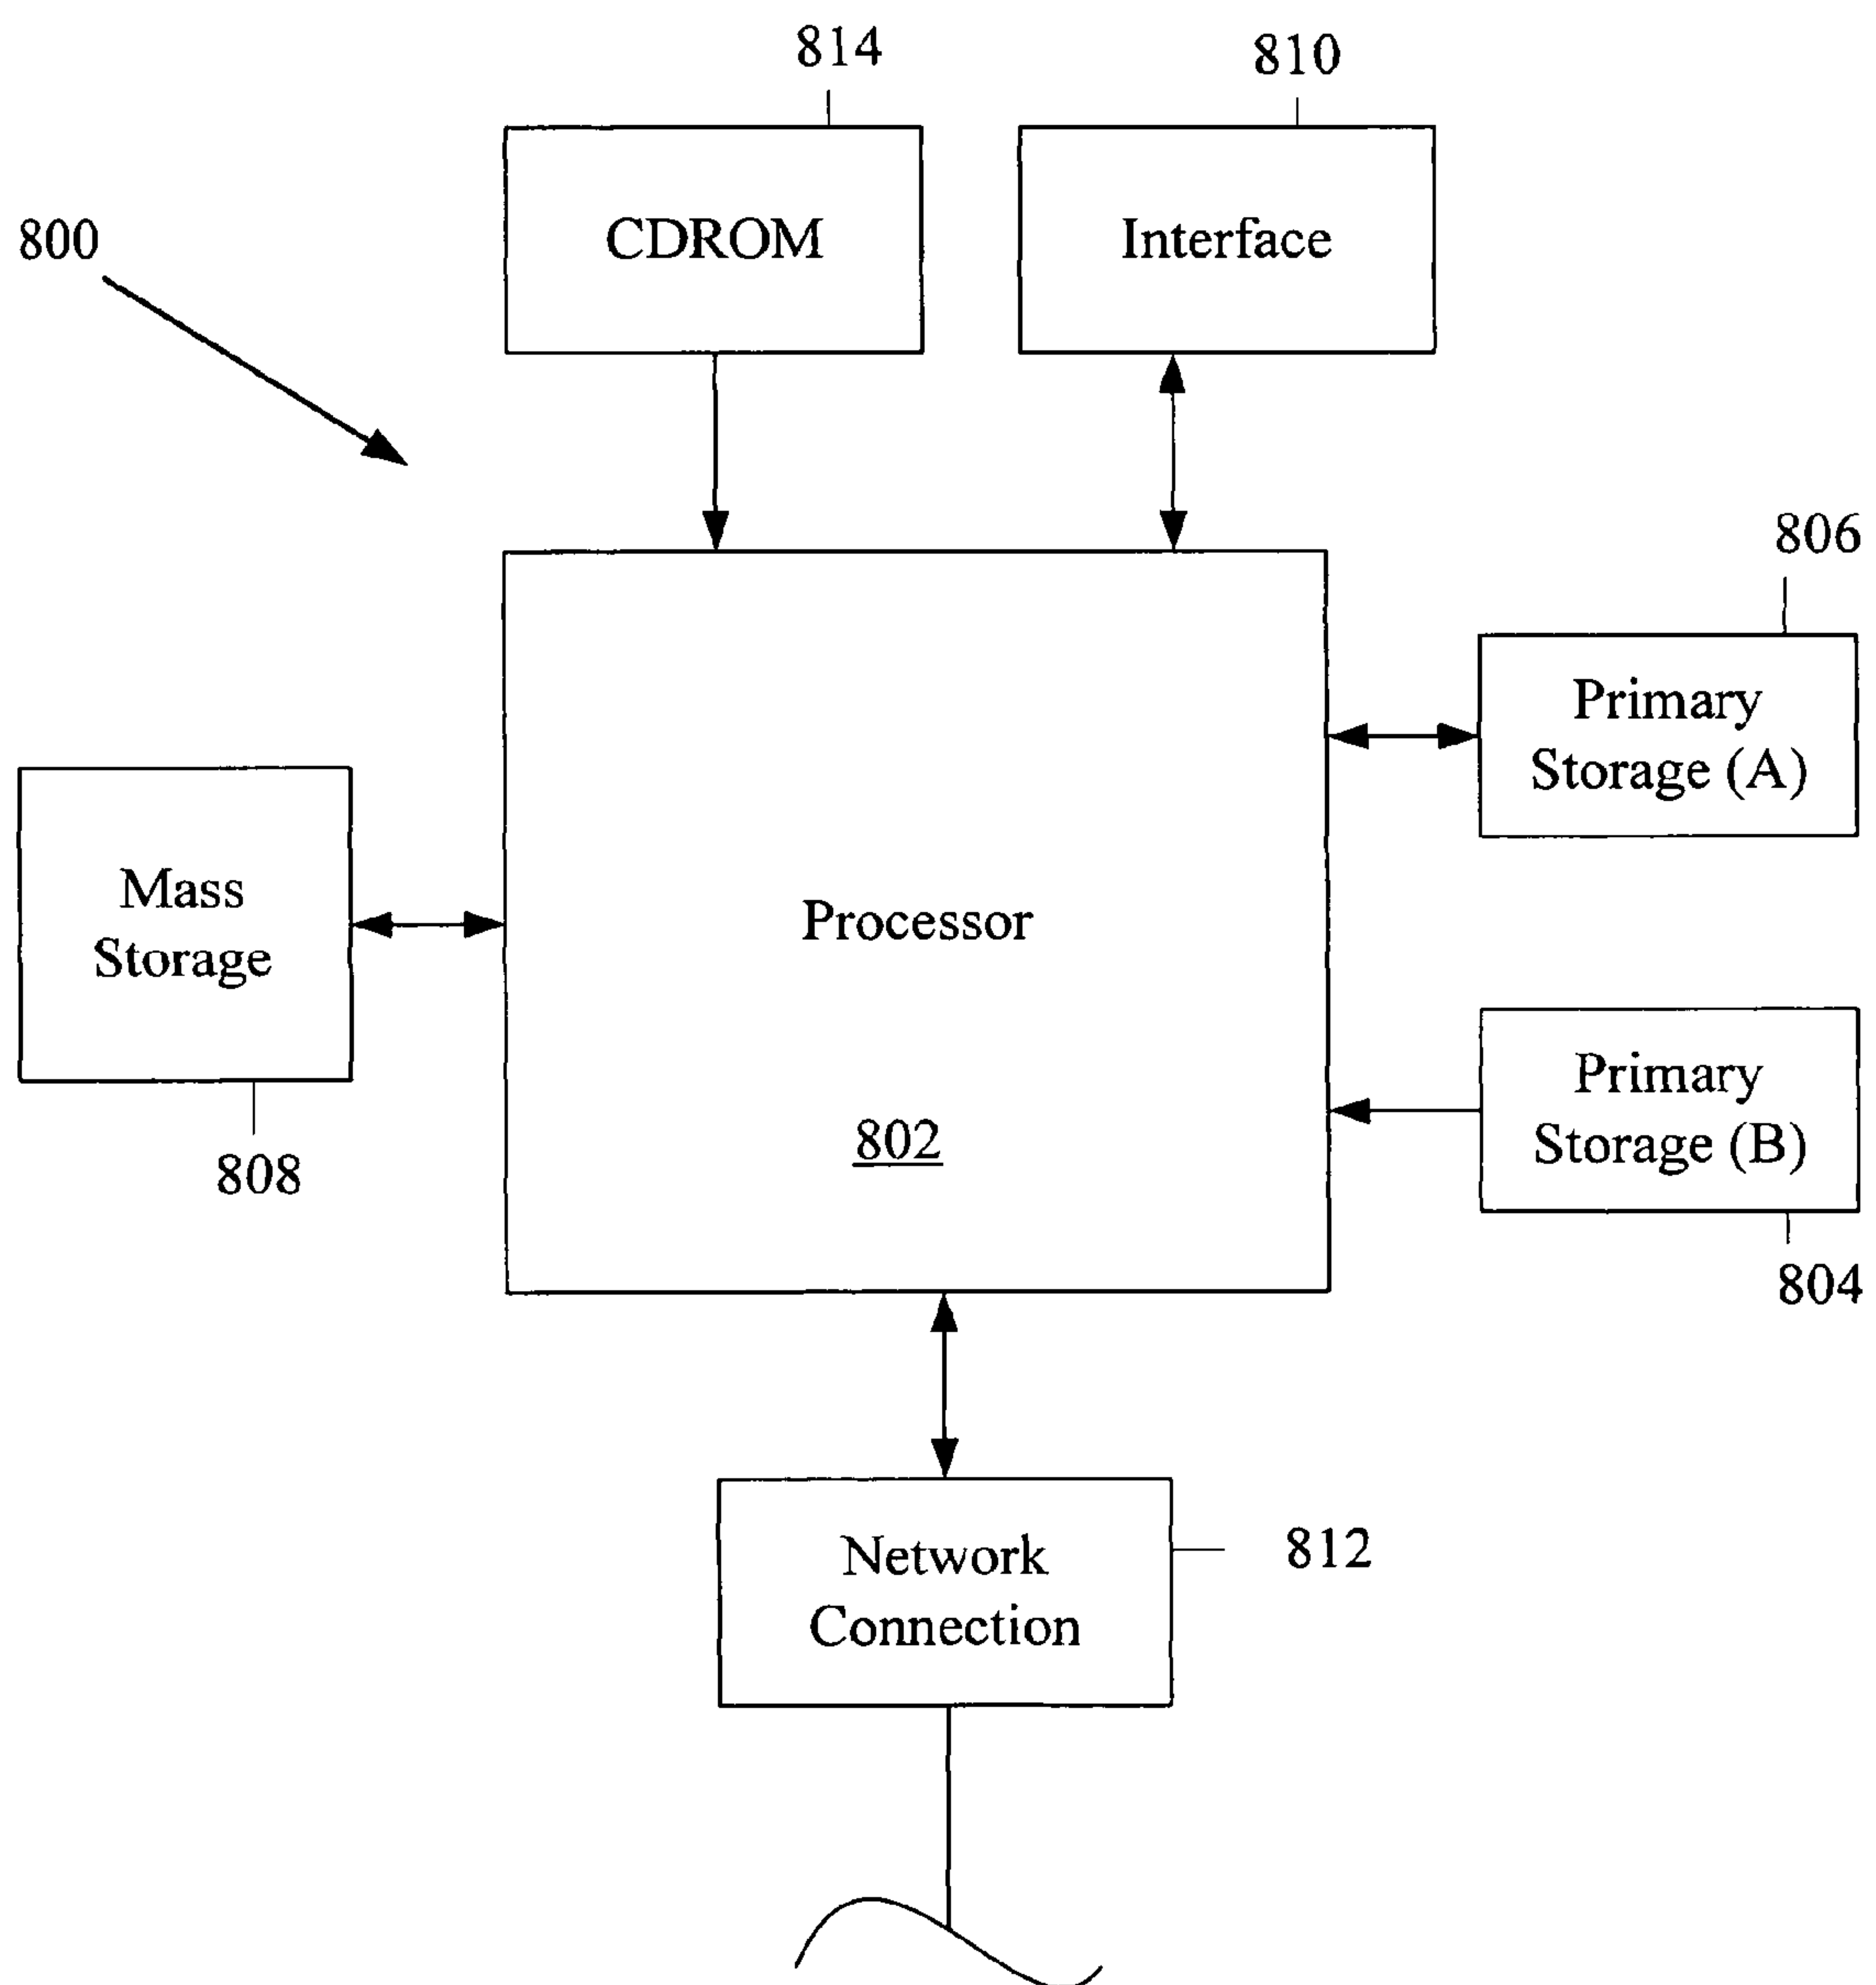 814
810
800
CDROM
Interface
806
Primary
Storage (A)
Mass
Storage
Processor
Primary
Storage (B)
802
808
804
Network
Connection
812